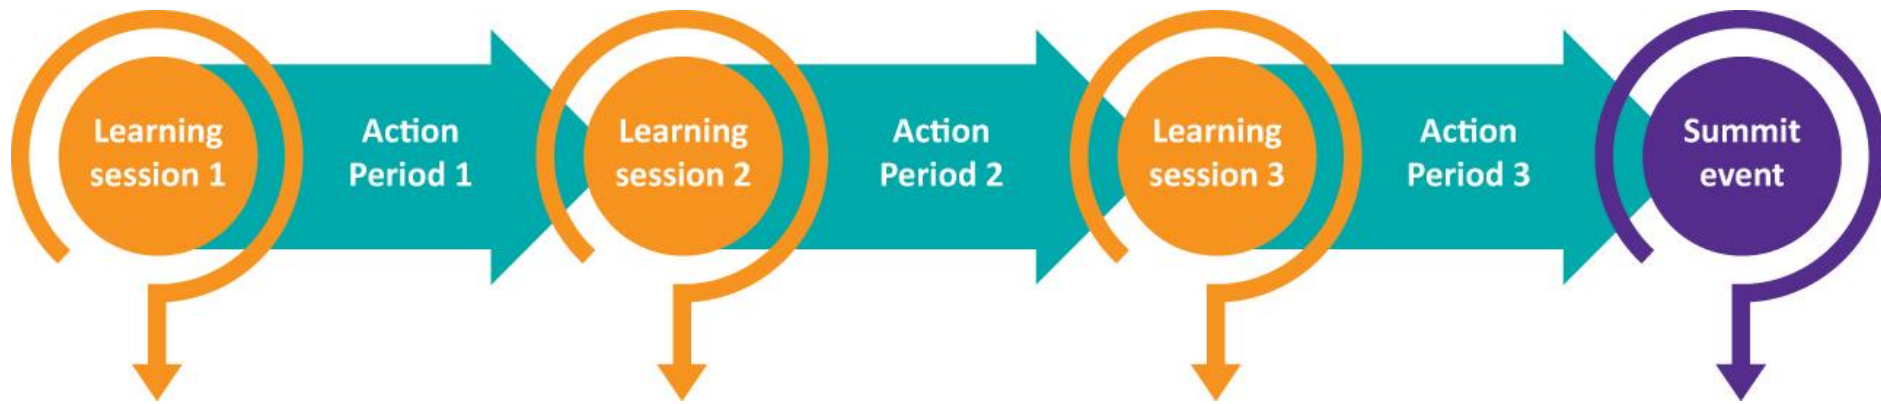 Learning
session 1
Action
Period 1
Learning
session 2
Action
Period 2
Learning
session 3
Action
Period 3
Summit
event